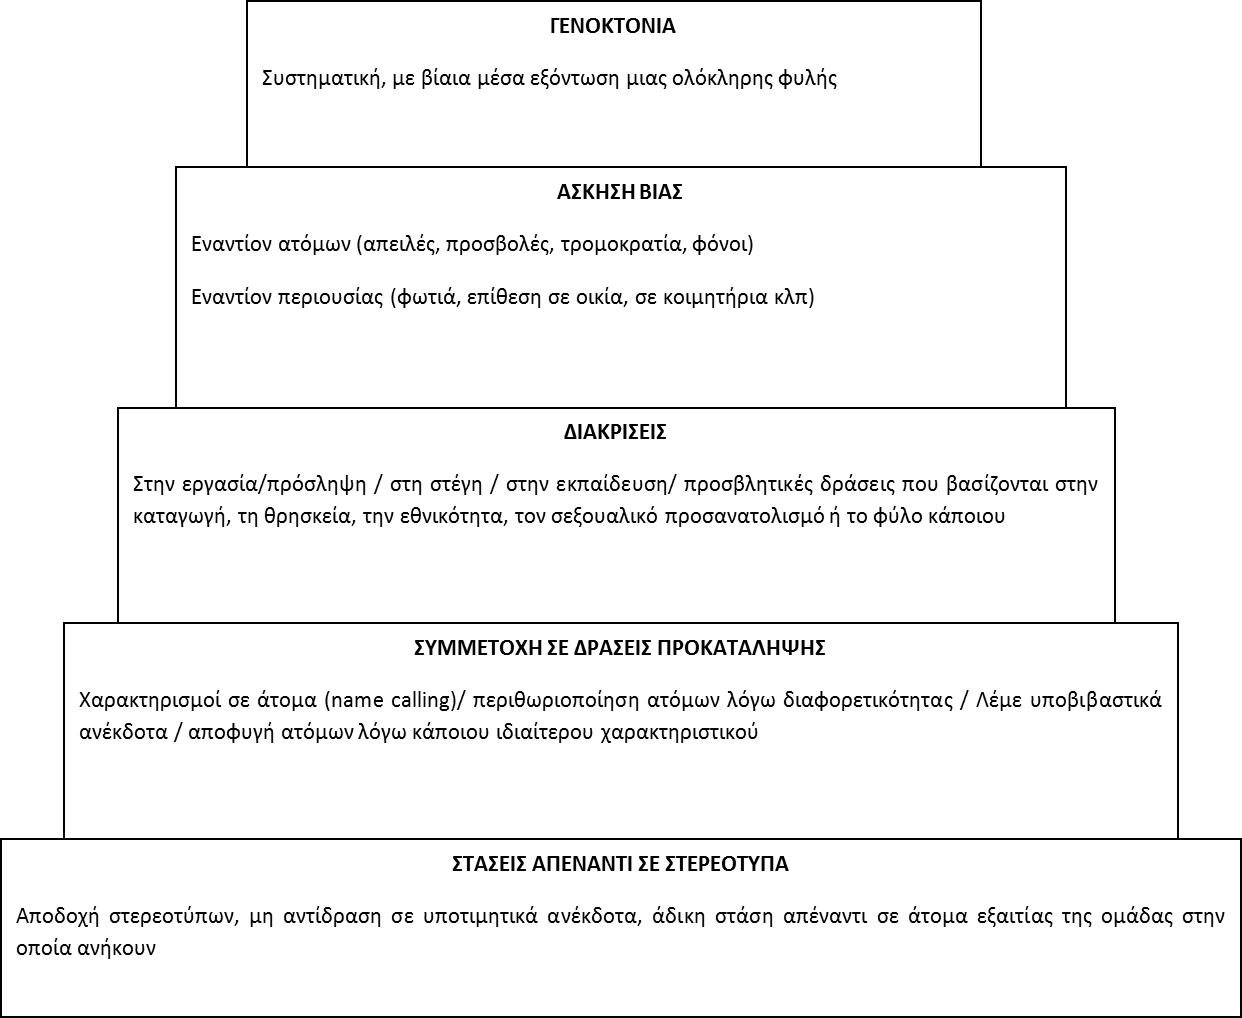 ΓΕΝΟΚΤΟΝΙΑ
Συστηματική, με βίαια μέσα εξόντωση μιας ολόκληρης φυλής
ΑΣΚΗΣΗ ΒΙΑΣ
Εναντίον ατόμων (απειλές, προσβολές, τρομοκρατία, φόνοι)
Εναντίον περιουσίας (φωτιά, επίθεση σε οικία, σε κοιμητήρια κλπ)
ΔΙΑΚΡΙΣΕΙΣ
Στην εργασία/πρόσληψη / στη στέγη / στην εκπαίδευση/ προσβλητικές δράσεις που βασίζονται στην
καταγωγή, τη θρησκεία, την εθνικότητα, τον σεξουαλικό προσανατολισμό ή το φύλο κάποιου
ΣΥΜΜΕΤΟΧΗ ΣΕ ΔΡΑΣΕΙΣ ΠΡΟΚΑΤΑΛΗΨΗΣ
Χαρακτηρισμοί σε άτομα (name calling)/ περιθωριοποίηση ατόμων λόγω διαφορετικότητας / Λέμε υποβιβαστικά
ανέκδοτα / αποφυγή ατόμων λόγω κάποιου ιδιαίτερου χαρακτηριστικού
ΣΤΑΣΕΙΣ ΑΠΕΝΑΝΤΙ ΣΕ ΣΤΕΡΕΟΤΥΠΑ
Αποδοχή στερεοτύπων, μη αντίδραση σε υποτιμητικά ανέκδοτα, άδικη στάση απέναντι σε άτομα εξαιτίας της ομάδας στην
οποία ανήκουν